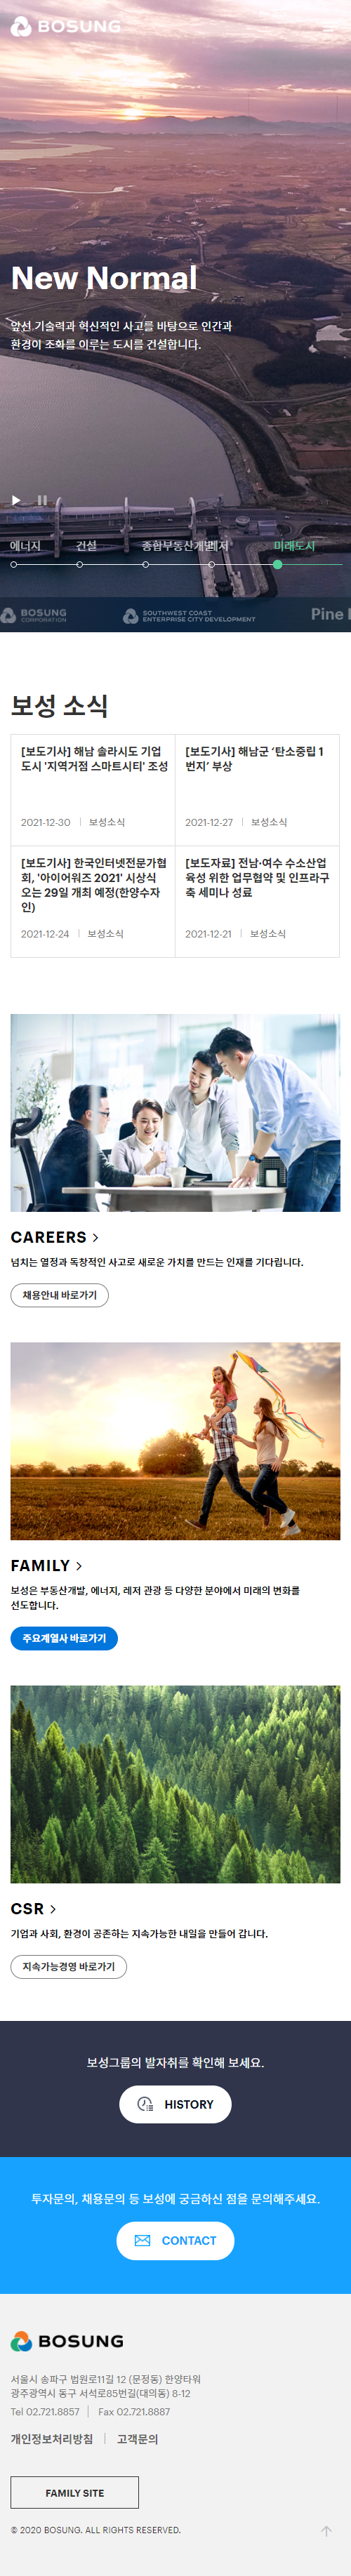 BOSUNG
New Normal
앞선 기술력과 혁신적인 사고를 바탕으로 인간과
환경이 조화를 이루는 도시를 건설합니다.
에너지
건설
종합부동산개발
레저
미래도시
BOSUNG
CORPORATION
SOUTHWEST COAST
ENTERPRISE CITY DEVELOPMENT
Pine
보성 소식
[보도기사] 해남 솔라시도 기업
도시 '지역거점 스마트시티' 조성
2021-12-30
보성소식
[보도기사] 해남군 ‘탄소중립 1
번지’ 부상
2021-12-27
보성소식
[보도기사] 한국인터넷전문가협
회, '아이어워즈 2021' 시상식
오는 29일 개최 예정(한양수자
인)
2021-12-24
보성소식
[보도자료] 전남·여수 수소산업
육성 위한 업무협약 및 인프라구
축 세미나 성료
2021-12-21
보성소식
CAREERS
넘치는 열정과 독창적인 사고로 새로운 가치를 만드는 인재를 기다립니다.
채용안내 바로가기
FAMILY
보성은 부동산개발, 에너지, 레저 관광 등 다양한 분야에서 미래의 변화를
선도합니다.
주요계열사 바로가기
CSR
기업과 사회, 환경이 공존하는 지속가능한 내일을 만들어 갑니다.
지속가능경영 바로가기
보성그룹의 발자취를 확인해 보세요.
HISTORY
투자문의, 채용문의 등 보성에 궁금하신 점을 문의해주세요.
CONTACT
BOSUNG
서울시 송파구 법원로11길 12 (문정동) 한양타워
광주광역시 동구 서석로85번길(대의동) 8-12
Tel 02.721.8857
Fax 02.721.8887
개인정보처리방침
고객문의
FAMILY SITE
© 2020 BOSUNG. ALL RIGHTS RESERVED.